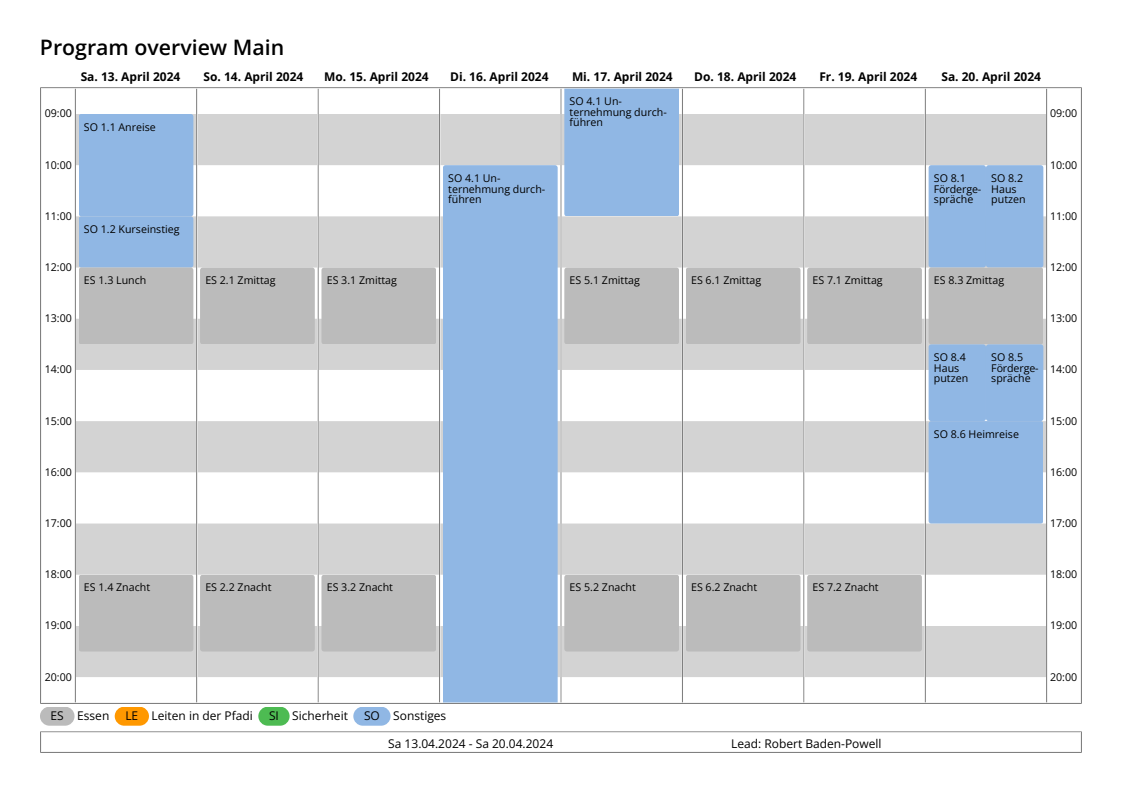 Program overview Main
Sa. 13. April 2024 So. 14. April 2024 Mo. 15. April 2024 Di. 16. April 2024 Mi. 17. April 2024 Do. 18. April 2024 Fr. 19. April 2024 Sa. 20. April 2024
09:00
10:00
11:00
12:00
13:00
14:00
15:00
16:00
17:00
18:00
19:00
20:00
SO 1.1 Anreise
SO 1.2 Kurseinstieg
ES 1.3 Lunch
ES 1.4 Znacht
ES 2.1 Zmittag
ES 2.2 Znacht
ES 3.1 Zmittag
ES 3.2 Znacht
SO 4.1 Un-
ternehmung durch-
führen
SO 4.1 Un-
ternehmung durch-
führen
ES 5.1 Zmittag
ES 5.2 Znacht
ES 6.1 Zmittag
ES 6.2 Znacht
ES 7.1 Zmittag
ES 7.2 Znacht
SO 8.1
Förderge-
spräche
SO 8.2
Haus
putzen
ES 8.3 Zmittag
SO 8.4
Haus
putzen
SO 8.5
Förderge-
spräche
SO 8.6 Heimreise
09:00
10:00
11:00
12:00
13:00
14:00
15:00
16:00
17:00
18:00
19:00
20:00
ES Essen LE Leiten in der Pfadi SI Sicherheit SO Sonstiges
Sa 13.04.2024 - Sa 20.04.2024 Lead: Robert Baden-Powell